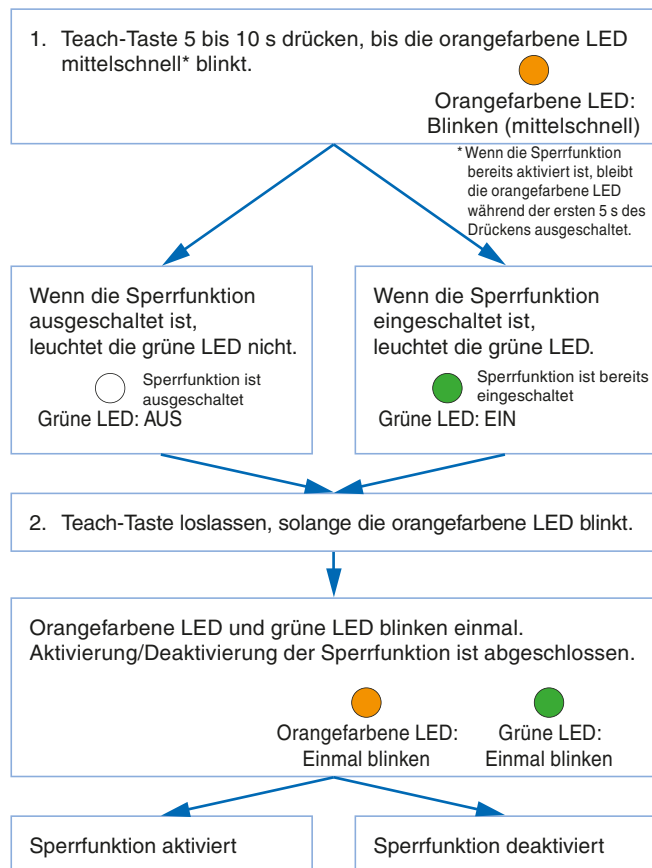 1. Teach-Taste 5 bis 10 s drücken, bis die orangefarbene LED
mittelschnell* blinkt.
Orangefarbene LED:
Blinken (mittelschnell)
* Wenn die Sperrfunktion
bereits aktiviert ist, bleibt
die orangefarbene LED
während der ersten 5 s des
Drückens ausgeschaltet.
Wenn die Sperrfunktion
ausgeschaltet ist,
leuchtet die grüne LED nicht.
Sperrfunktion ist
ausgeschaltet
Grüne LED: AUS
Wenn die Sperrfunktion
eingeschaltet ist,
leuchtet die grüne LED.
Sperrfunktion ist bereits
eingeschaltet
Grüne LED: EIN
2. Teach-Taste loslassen, solange die orangefarbene LED blinkt.
Orangefarbene LED und grüne LED blinken einmal.
Aktivierung/Deaktivierung der Sperrfunktion ist abgeschlossen.
Orangefarbene LED:
Einmal blinken
Grüne LED:
Einmal blinken
Sperrfunktion aktiviert
Sperrfunktion deaktiviert